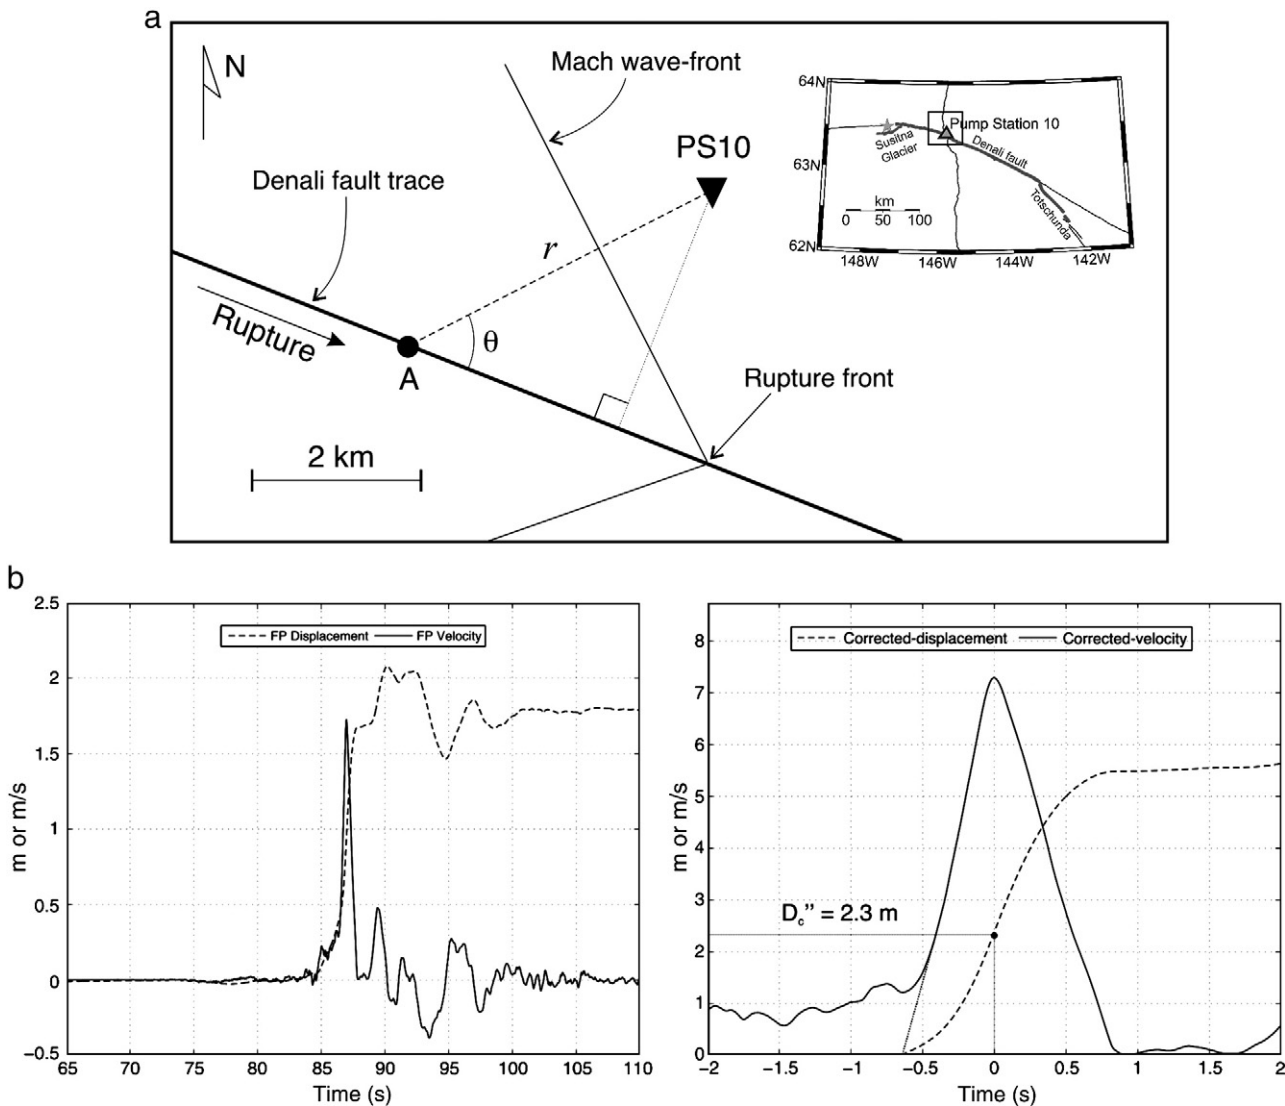 a
N
Mach wave-front
PS10
Denali fault trace
r
Rupture
θ
A
Rupture front
2 km
64N
63N
62N
Pump Station 10
Susitna
Glacier
Denali fault
Totschunda
km
0 50 100
148W 146W 144W 142W
b
2.5
2
1.5
1
0.5
0
−0.5
m or m/s
FP Displacement FP Velocity
65 70 75 80 85 90 95 100 105 110
Time (s)
8
7
6
5
4
3
2
1
0
m or m/s
Corrected-displacement Corrected-velocity
Dc'' = 2.3 m
−2 −1.5 −1 −0.5 0 0.5 1 1.5 2
Time (s)